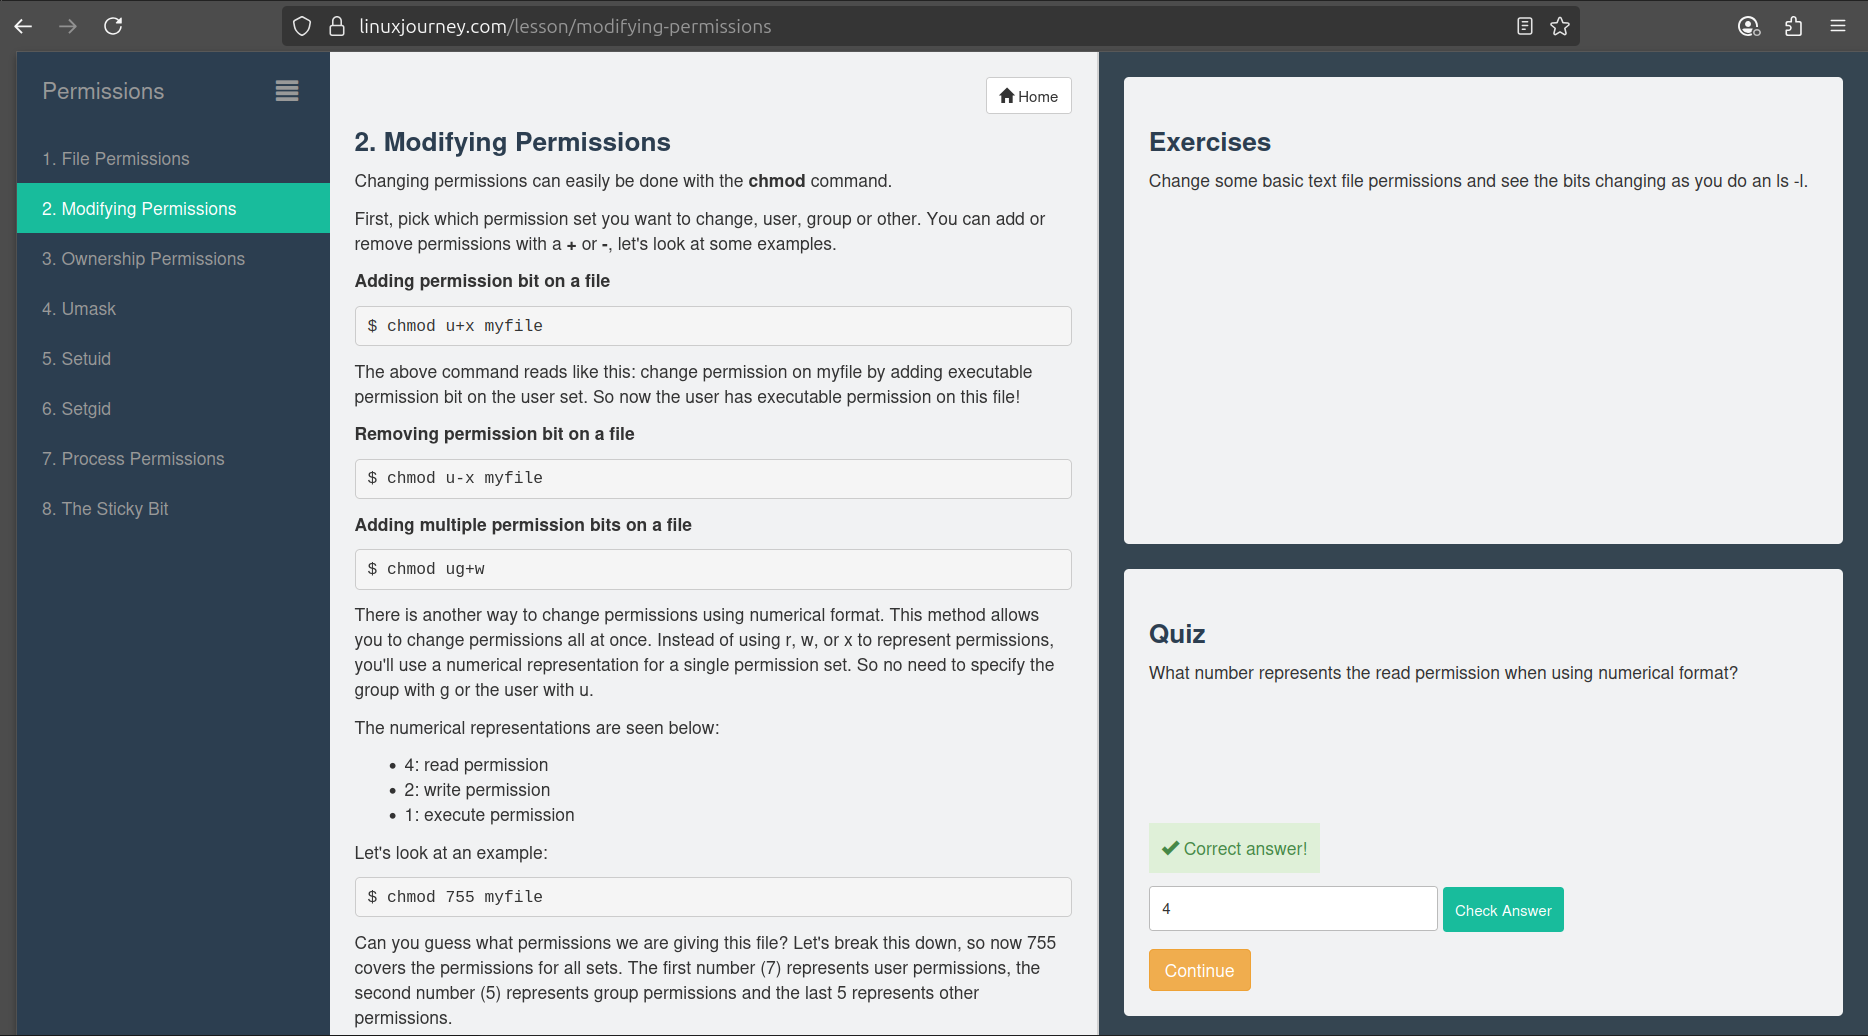 linuxjourney.com/lesson/modifying-permissions
Permissions
1. File Permissions
2. Modifying Permissions
3. Ownership Permissions
4. Umask
5. Setuid
6. Setgid
7. Process Permissions
8. The Sticky Bit
Home
2. Modifying Permissions
Changing permissions can easily be done with the chmod command.
First, pick which permission set you want to change, user, group or other. You can add or
remove permissions with a + or -, let's look at some examples.
Adding permission bit on a file
$ chmod u+x myfile
The above command reads like this: change permission on myfile by adding executable
permission bit on the user set. So now the user has executable permission on this file!
Removing permission bit on a file
$ chmod u-x myfile
Adding multiple permission bits on a file
$ chmod ug+w
There is another way to change permissions using numerical format. This method allows
you to change permissions all at once. Instead of using r, w, or x to represent permissions,
you'll use a numerical representation for a single permission set. So no need to specify the
group with g or the user with u.
The numerical representations are seen below:
• 4: read permission
• 2: write permission
• 1: execute permission
Let's look at an example:
$ chmod 755 myfile
Can you guess what permissions we are giving this file? Let's break this down, so now 755
covers the permissions for all sets. The first number (7) represents user permissions, the
second number (5) represents group permissions and the last 5 represents other
permissions.
Exercises
Change some basic text file permissions and see the bits changing as you do an ls -l.
Quiz
What number represents the read permission when using numerical format?
Correct answer!
4
Check Answer
Continue